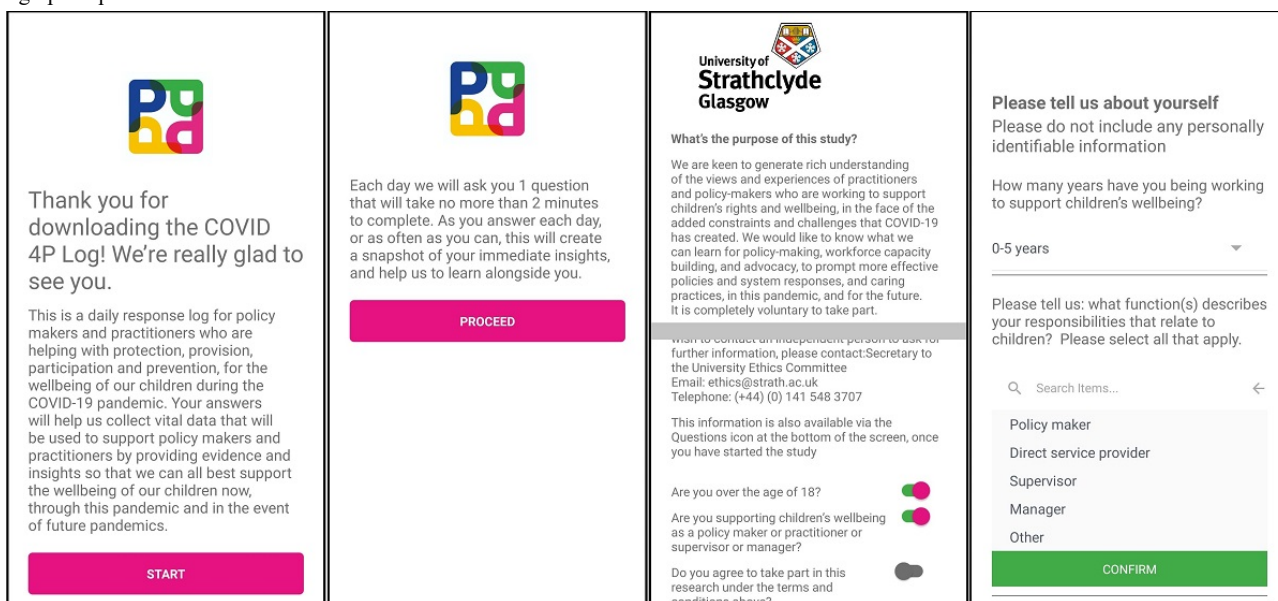 Thank you for
downloading the COVID
4P Log! We're really glad to
see you.
This is a daily response log for policy
makers and practitioners who are
helping with protection, provision,
participation and prevention, for the
wellbeing of our children during the
COVID-19 pandemic. Your answers
will help us collect vital data that will
be used to support policy makers and
practitioners by providing evidence and
insights so that we can all best support
the wellbeing of our children now,
through this pandemic and in the event
of future pandemics.
START
Each day we will ask you 1 question
that will take no more than 2 minutes
to complete. As you answer each day,
or as often as you can, this will create
a snapshot of your immediate insights,
and help us to learn alongside you.
PROCEED
University of
Strathclyde
Glasgow
What's the purpose of this study?
We are keen to generate rich understanding
of the views and experiences of practitioners
and policy-makers who are working to support
children's rights and wellbeing, in the face of the
added constraints and challenges that COVID-19
has created. We would like to know what we
can learn for policy-making, workforce capacity
building, and advocacy, to prompt more effective
policies and system responses, and caring
practices, in this pandemic, and for the future.
It is completely voluntary to take part.
wish to contact an independent person to ask for
further information, please contact:Secretary to
the University Ethics Committee
Email: ethics@strath.ac.uk
Telephone: (+44) (0) 141 548 3707
This information is also available via the
Questions icon at the bottom of the screen, once
you have started the study
Are you over the age of 18?
Are you supporting children's wellbeing
as a policy maker or practitioner or
supervisor or manager?
Do you agree to take part in this
research under the terms and
conditions above?
Please tell us about yourself
Please do not include any personally
identifiable information
How many years have you being working
to support children's wellbeing?
0-5 years
Please tell us: what function(s) describes
your responsibilities that relate to
children? Please select all that apply.
Search Items...
Policy maker
Direct service provider
Supervisor
Manager
Other
CONFIRM